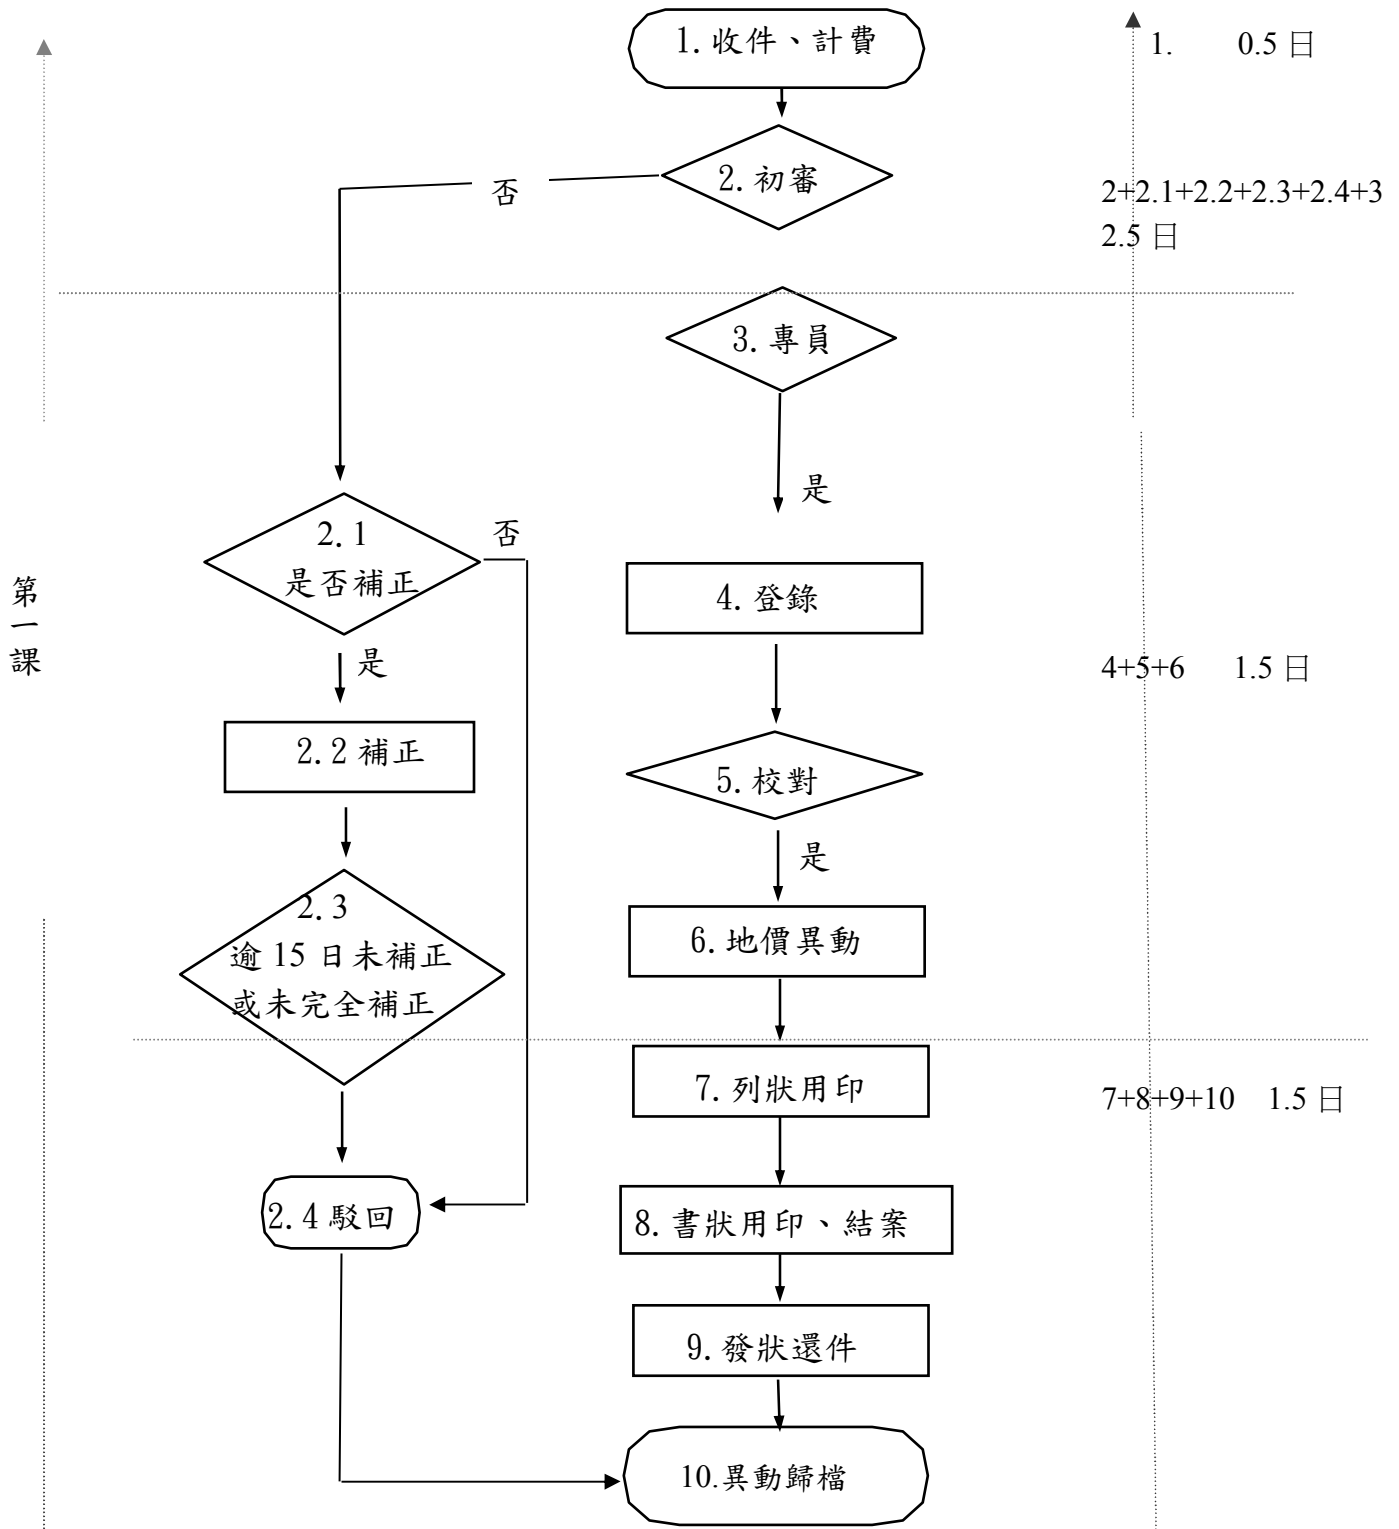 1.收件、計費
1. 0.5日
2.初審
否
2+2.1+2.2+2.3+2.4+3
2.5日
3.專員
是
2.1
是否補正
否
第一課
4.登錄
是
4+5+6 1.5日
2.2補正
5.校對
是
2.3
逾15日未補正
或未完全補正
6.地價異動
7.列狀用印
7+8+9+10 1.5日
2.4駁回
8.書狀用印、結案
9.發狀還件
10.異動歸檔